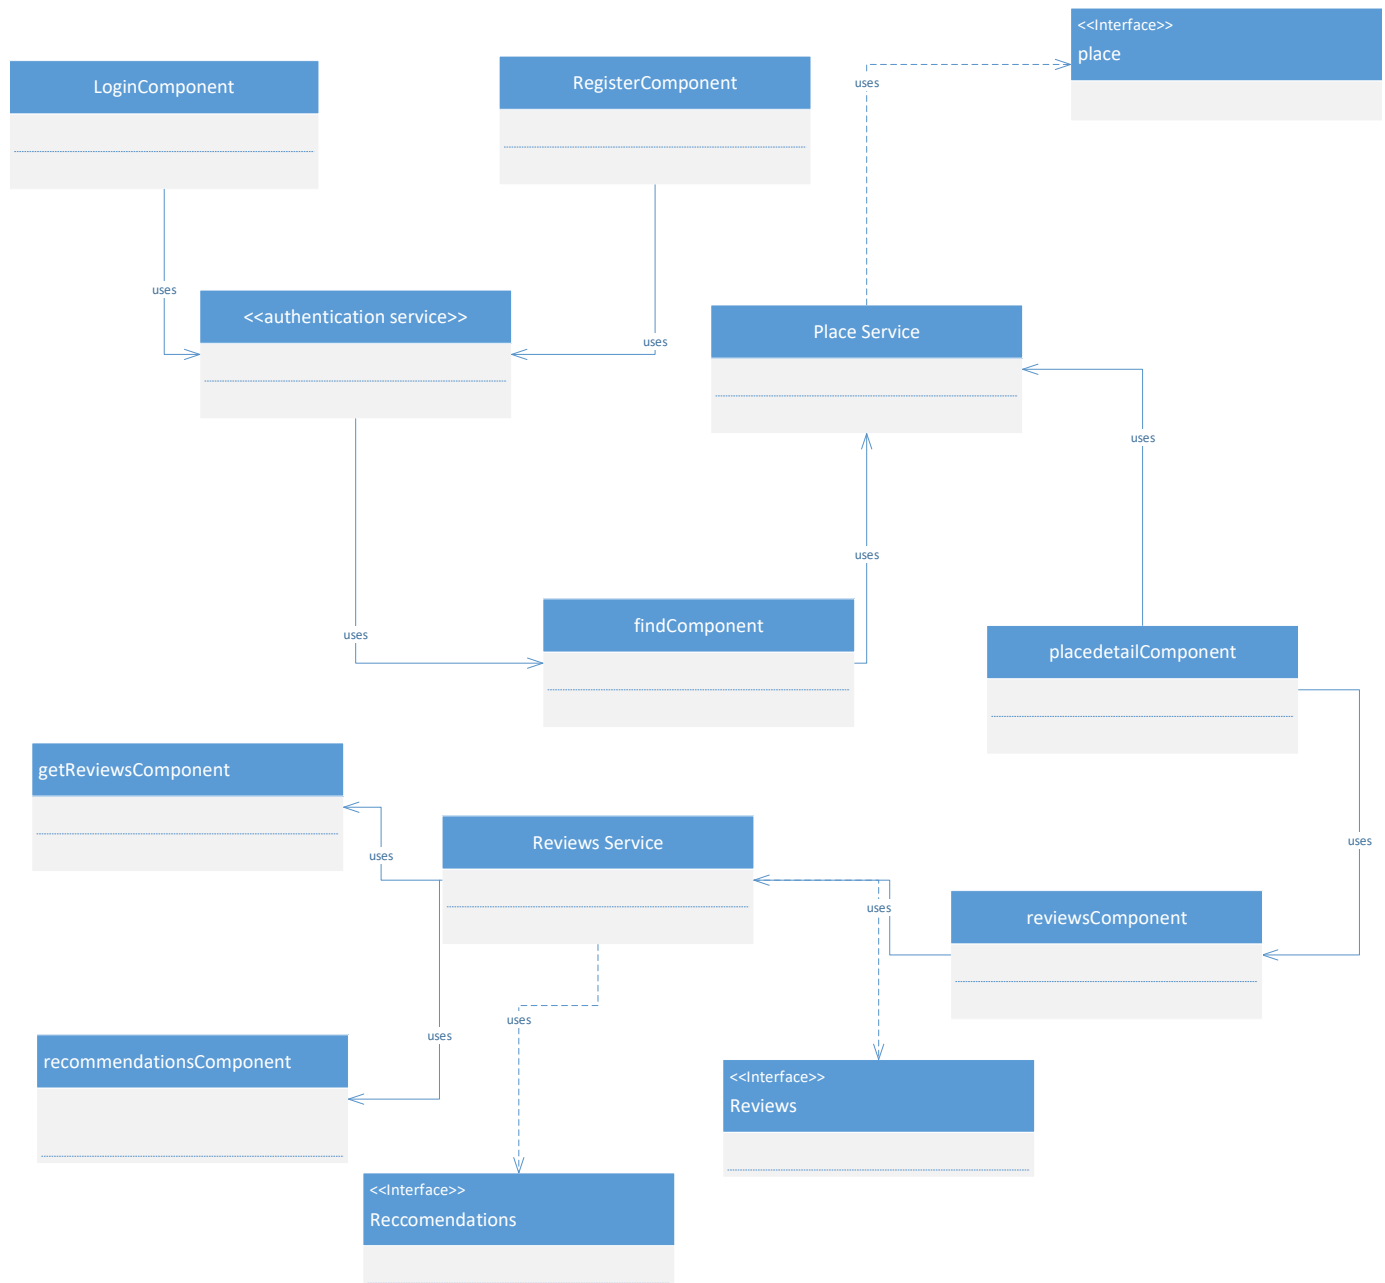 <<Interface>>
place
LoginComponent
RegisterComponent
uses
uses
<<authentication service>>
Place Service
uses
uses
uses
findComponent
uses
placedetailComponent
getReviewsComponent
Reviews Service
uses
uses
reviewsComponent
uses
uses
uses
recommendationsComponent
<<Interface>>
Reviews
<<Interface>>
Reccomendations